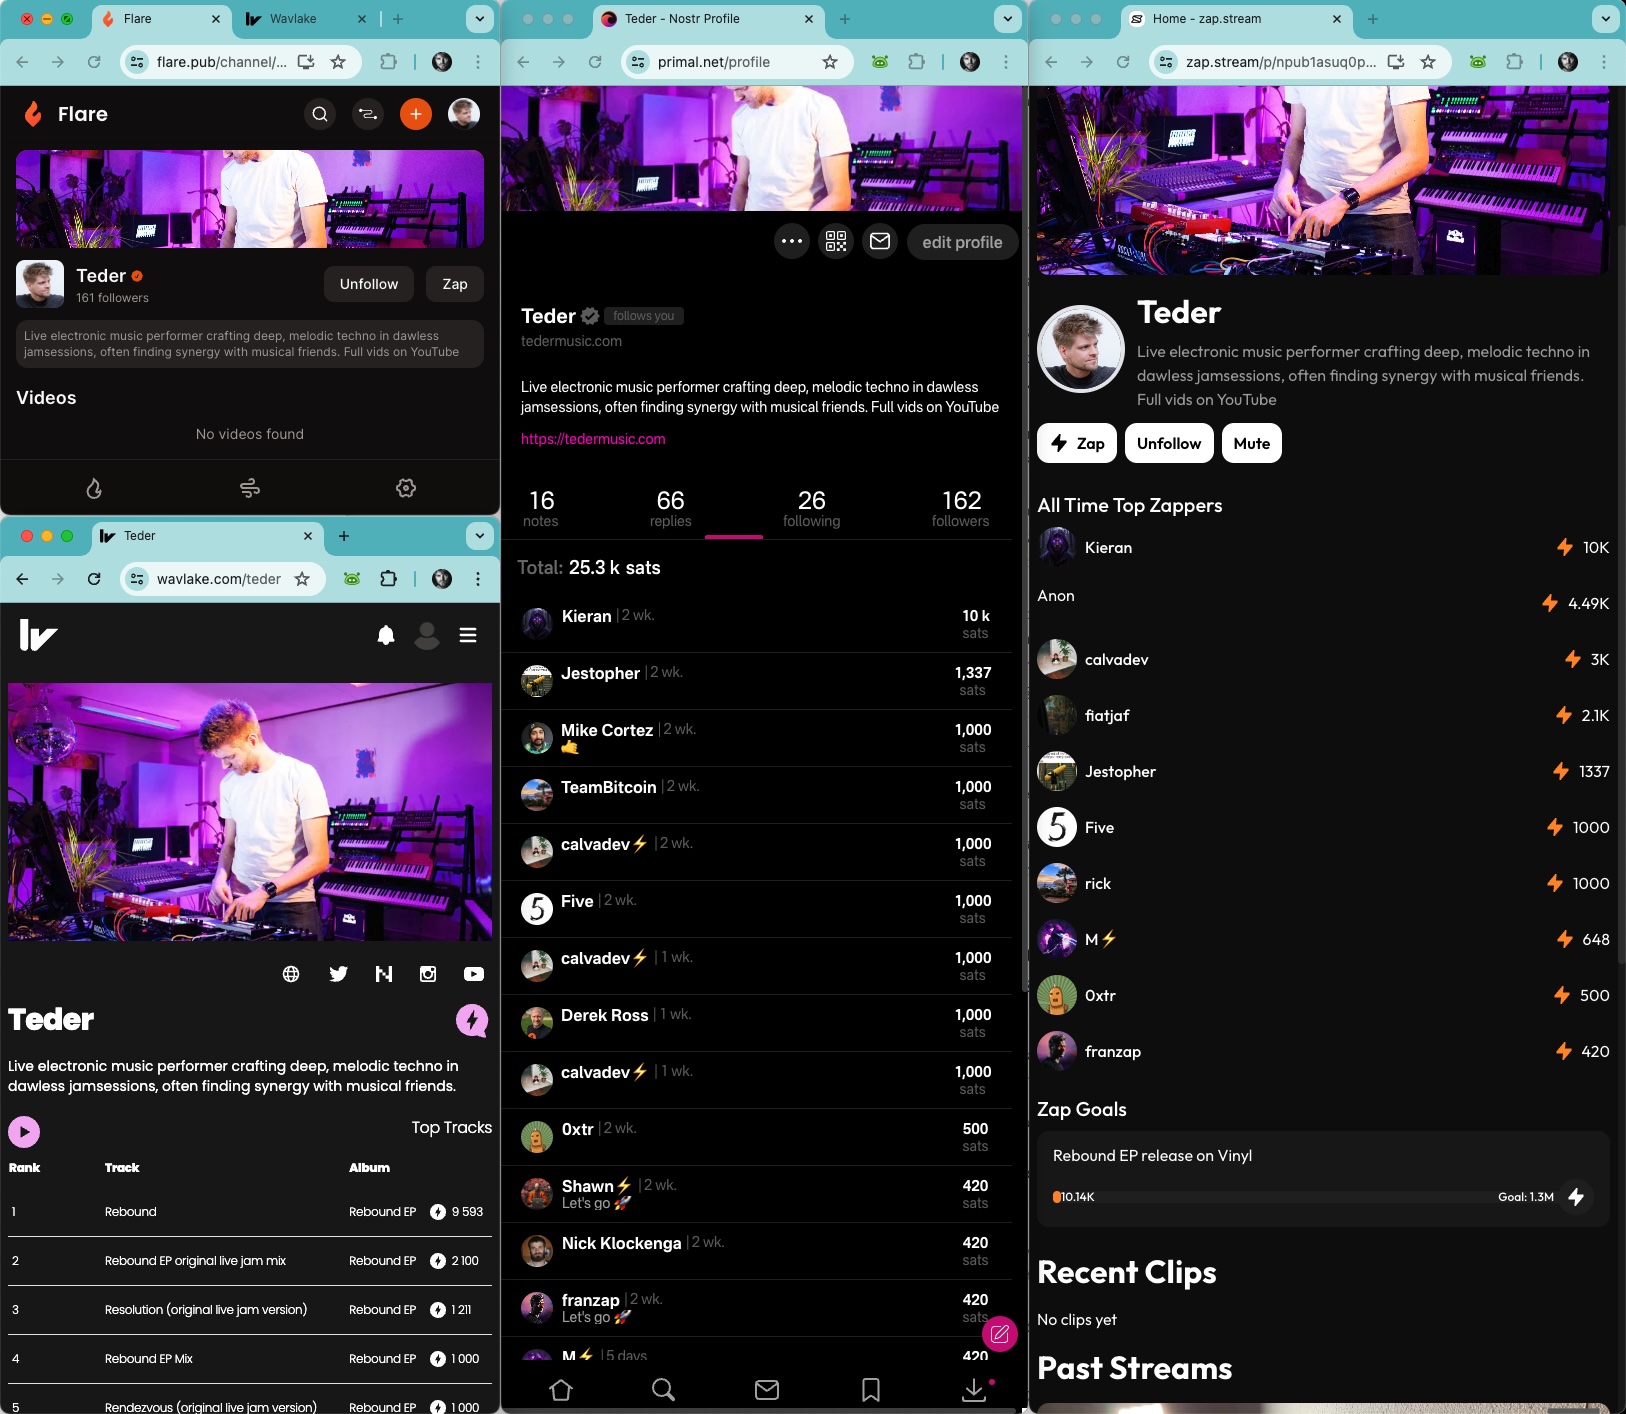 Flare
Wavlake
flare.pub/channel/...
Flare
Teder
161 followers
Unfollow
Zap
Live electronic music performer crafting deep, melodic techno in dawless
jamsessions, often finding synergy with musical friends. Full vids on YouTube
Videos
No videos found
Teder
wavlake.com/teder
Teder
Live electronic music performer crafting deep, melodic techno in
dawless jamsessions, often finding synergy with musical friends.
Top Tracks
Rank Track Album
1 Rebound Rebound EP 9 593
2 Rebound EP original live jam mix Rebound EP 2 100
3 Resolution (original live jam version) Rebound EP 1 211
4 Rebound EP Mix Rebound EP 1 000
5 Rendezvous (original live jam version) Rebound EP 1 000
Teder - Nostr Profile
primal.net/profile
edit profile
Teder follows you
tedermusic.com
Live electronic music performer crafting deep, melodic techno in dawless
jamsessions, often finding synergy with musical friends. Full vids on YouTube
https://tedermusic.com
16 66 26 162
notes replies following followers
Total: 25.3 k sats
Kieran | 2 wk. 10 k
sats
Jestopher | 2 wk. 1,337
sats
Mike Cortez | 2 wk. 1,000
🤙 sats
TeamBitcoin | 2 wk. 1,000
sats
calvadev⚡ | 2 wk. 1,000
sats
Five | 2 wk. 1,000
sats
calvadev⚡ | 1 wk. 1,000
sats
Derek Ross | 1 wk. 1,000
sats
calvadev⚡ | 1 wk. 1,000
sats
0xtr | 2 wk. 500
sats
Shawn⚡ | 2 wk. 420
Let's go 🚀 sats
Nick Klockenga | 2 wk. 420
sats
franzap | 2 wk. 420
Let's go 🚀 sats
M⚡ | 5 days 420
Home - zap.stream
zap.stream/p/npub1asuq0p...
Teder
Live electronic music performer crafting deep, melodic techno in
dawless jamsessions, often finding synergy with musical friends.
Full vids on YouTube
Zap
Unfollow
Mute
All Time Top Zappers
Kieran 10K
Anon 4.49K
calvadev 3K
fiatjaf 2.1K
Jestopher 1337
Five 1000
rick 1000
M⚡ 648
0xtr 500
franzap 420
Zap Goals
Rebound EP release on Vinyl
10.14K Goal: 1.3M
Recent Clips
No clips yet
Past Streams